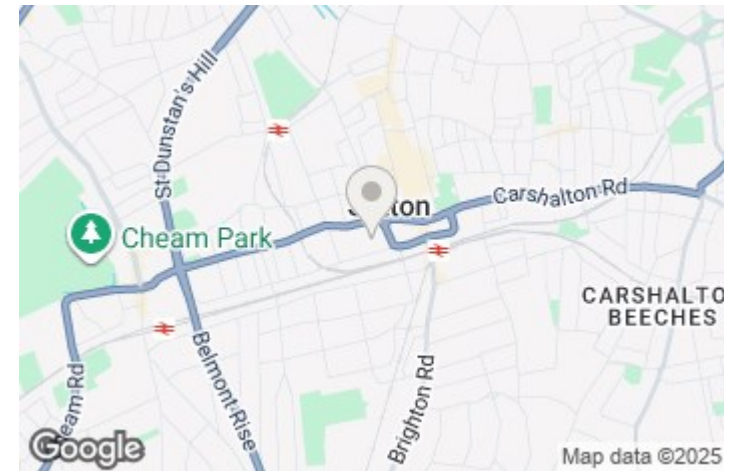 St Dunstan's Hill
Sutton
Carshalton Rd
Cheam Park
CARSHALTO
BEECHES
Cheam Rd
Belmont Rise
Brighton Rd
Google
Map data ©2025